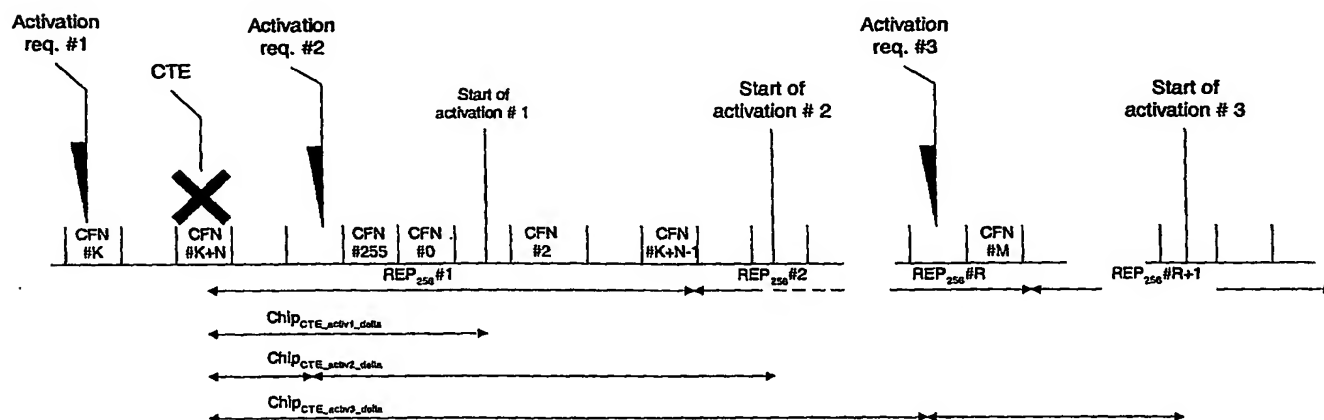 Activation
req. #1
CTE
Activation
req. #2
Start of
activation # 1
Start of
activation # 2
Activation
req. #3
Start of
activation # 3
CFN
#K
CFN
#K+N
CFN
#255
CFN
#0
CFN
#2
CFN
#K+N-1
CFN
#M
REP256#1
REP256#2
REP256#R
REP256#R+1
ChipCTE_activ1_delta
ChipCTE_activ2_delta
ChipCTE_activ3_delta